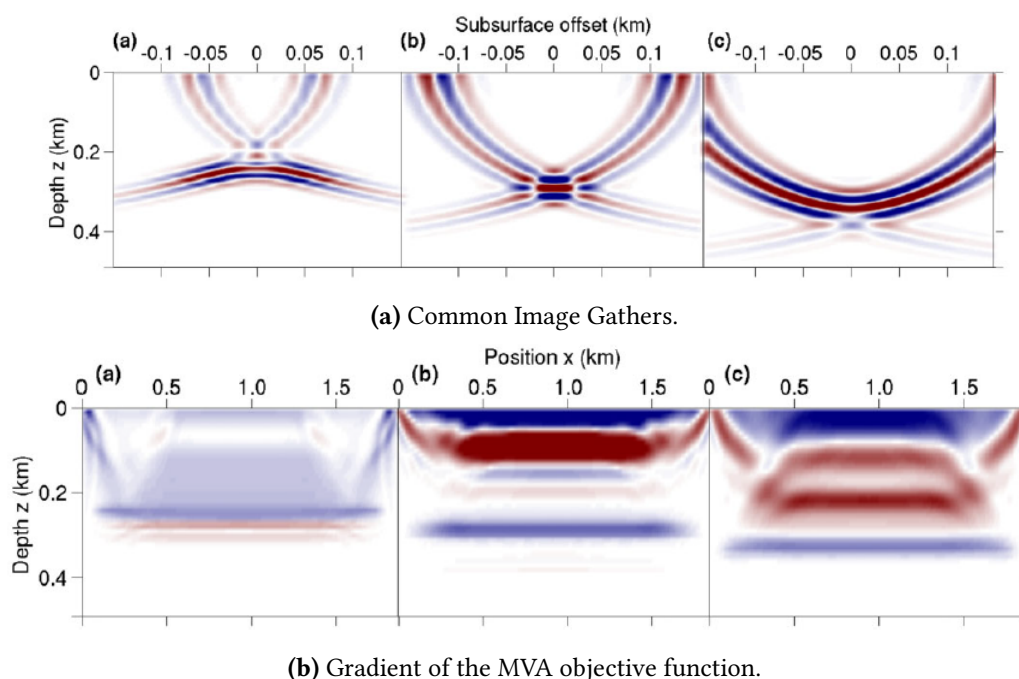 Subsurface offset (km)
(a) (b) (c)
-0.1 -0.05 0 0.05 0.1 -0.1 -0.05 0 0.05 0.1 -0.1 -0.05 0 0.05 0.1
0
0.2
0.4
Depth z (km)
(a) Common Image Gathers.
Position x (km)
(a) (b) (c)
0 0.5 1.0 1.5 0 0.5 1.0 1.5 0 0.5 1.0 1.5
0
0.2
0.4
Depth z (km)
(b) Gradient of the MVA objective function.